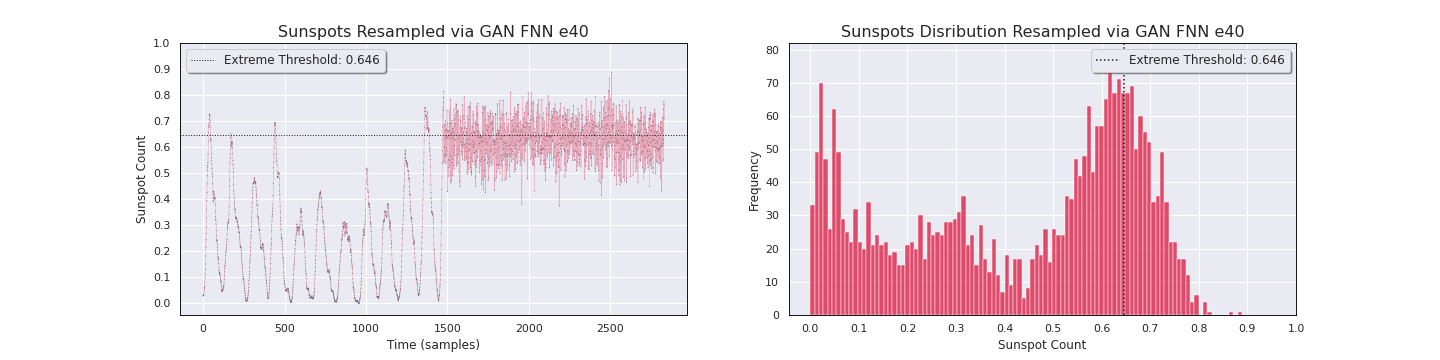 Sunspots Resampled via GAN FNN e40
Extreme Threshold: 0.646
1.0
0.9
0.8
0.7
0.6
0.5
0.4
0.3
0.2
0.1
0.0
Sunspot Count
0 500 1000 1500 2000 2500
Time (samples)
Sunspots Disribution Resampled via GAN FNN e40
Extreme Threshold: 0.646
80
70
60
50
40
30
20
10
0
Frequency
0.0 0.1 0.2 0.3 0.4 0.5 0.6 0.7 0.8 0.9 1.0
Sunspot Count